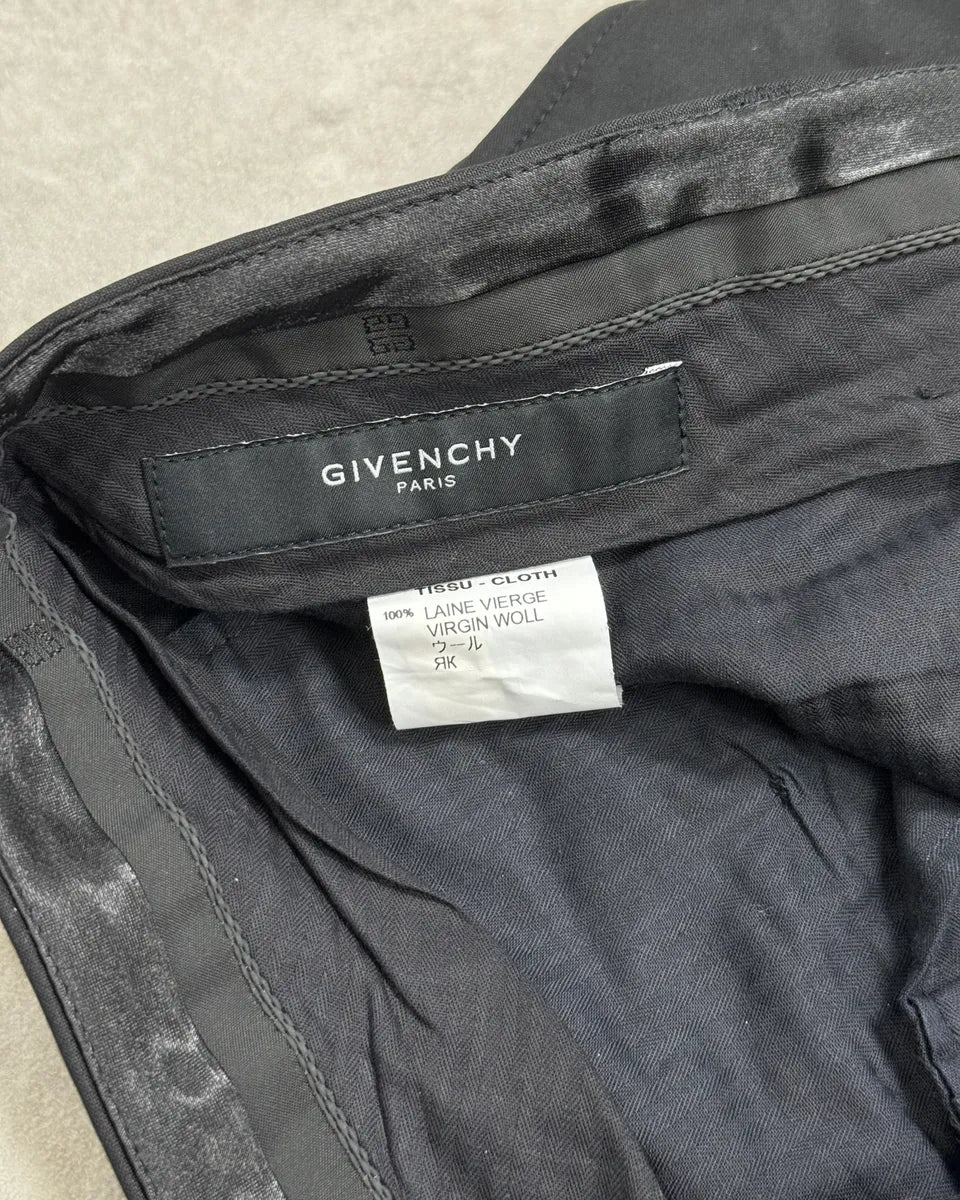 GIVENCHY
PARIS
TISSU - CLOTH
100% LAINE VIERGE
VIRGIN WOLL
ウール
ЯК